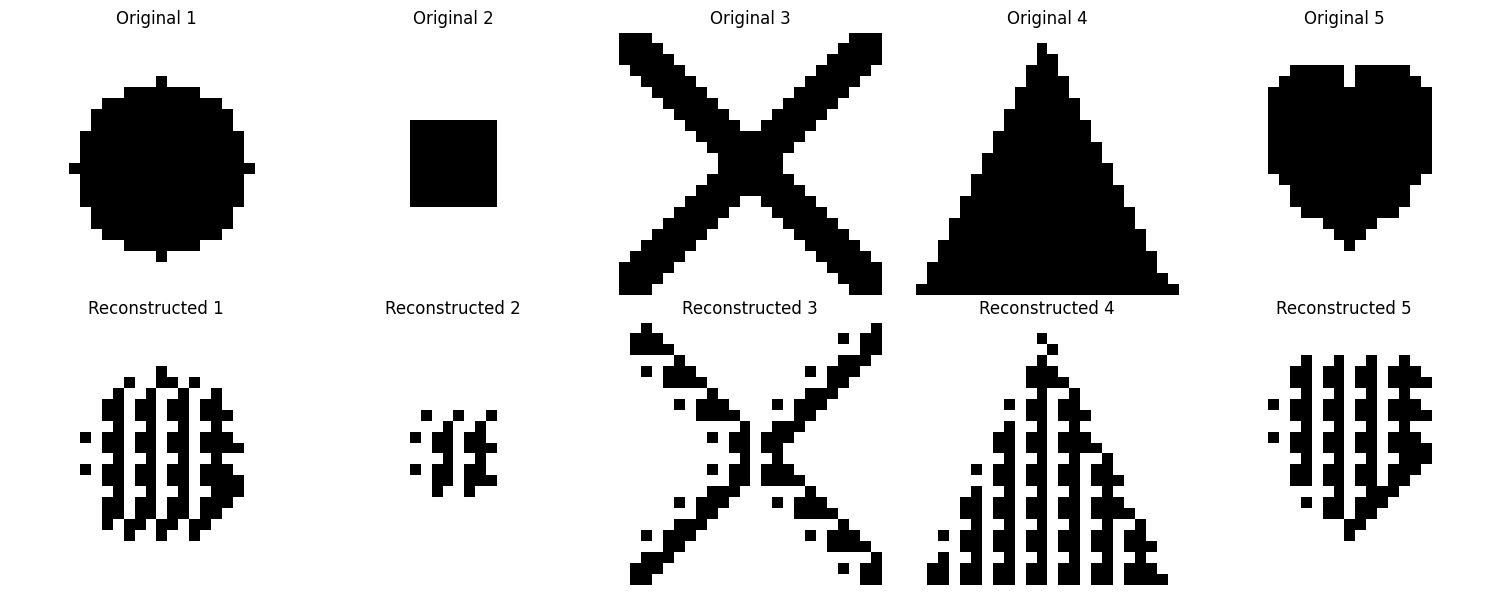 Original 1
Original 2
Original 3
Original 4
Original 5
Reconstructed 1
Reconstructed 2
Reconstructed 3
Reconstructed 4
Reconstructed 5